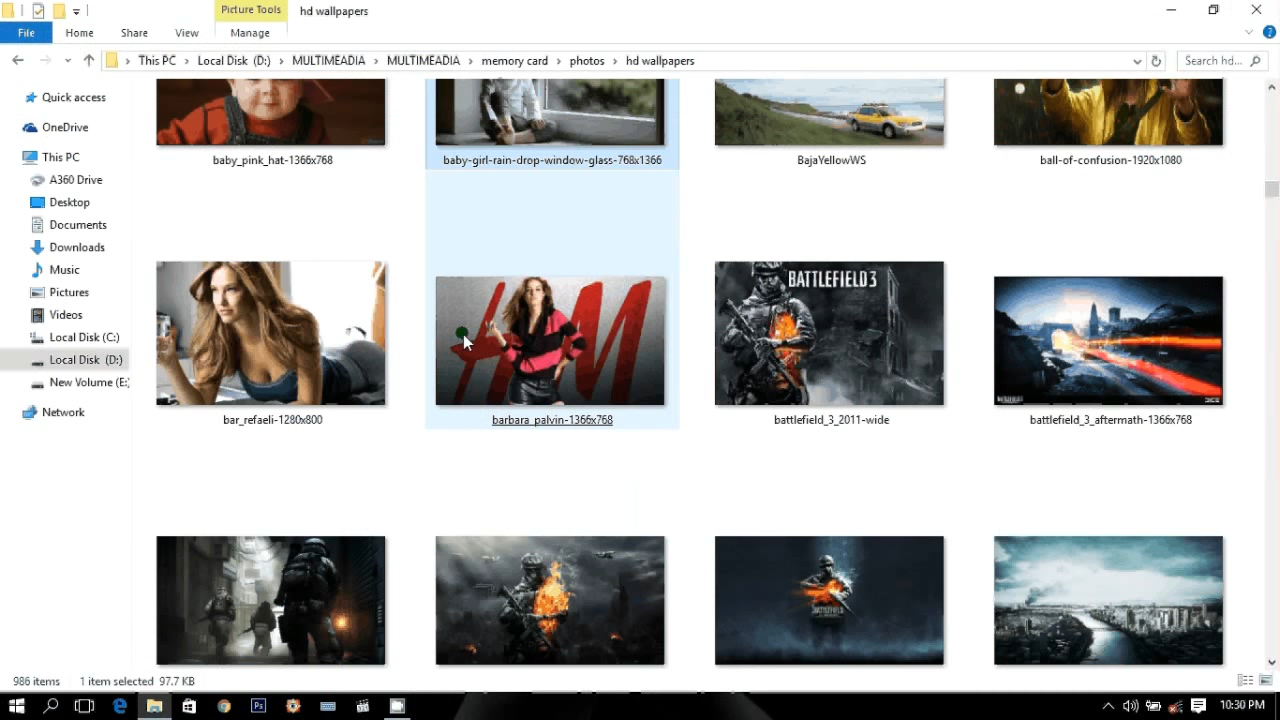 Picture Tools
hd wallpapers
File
Home
Share
View
Manage
This PC
Local Disk (D:)
MULTIMEADIA
MULTIMEADIA
memory card
photos
hd wallpapers
Search hd...
Quick access
OneDrive
This PC
A360 Drive
Desktop
Documents
Downloads
Music
Pictures
Videos
Local Disk (C:)
Local Disk (D:)
New Volume (E:
Network
baby_pink_hat-1366x768
baby-girl-rain-drop-window-glass-768x1366
BajaYellowWS
ball-of-confusion-1920x1080
HM
BATTLEFIELD 3
bar_refaeli-1280x800
barbara_palvin-1366x768
battlefield_3_2011-wide
battlefield_3_aftermath-1366x768
BATTLEFIELD
986 items
1 item selected 97.7 KB
Ps
10:30 PM